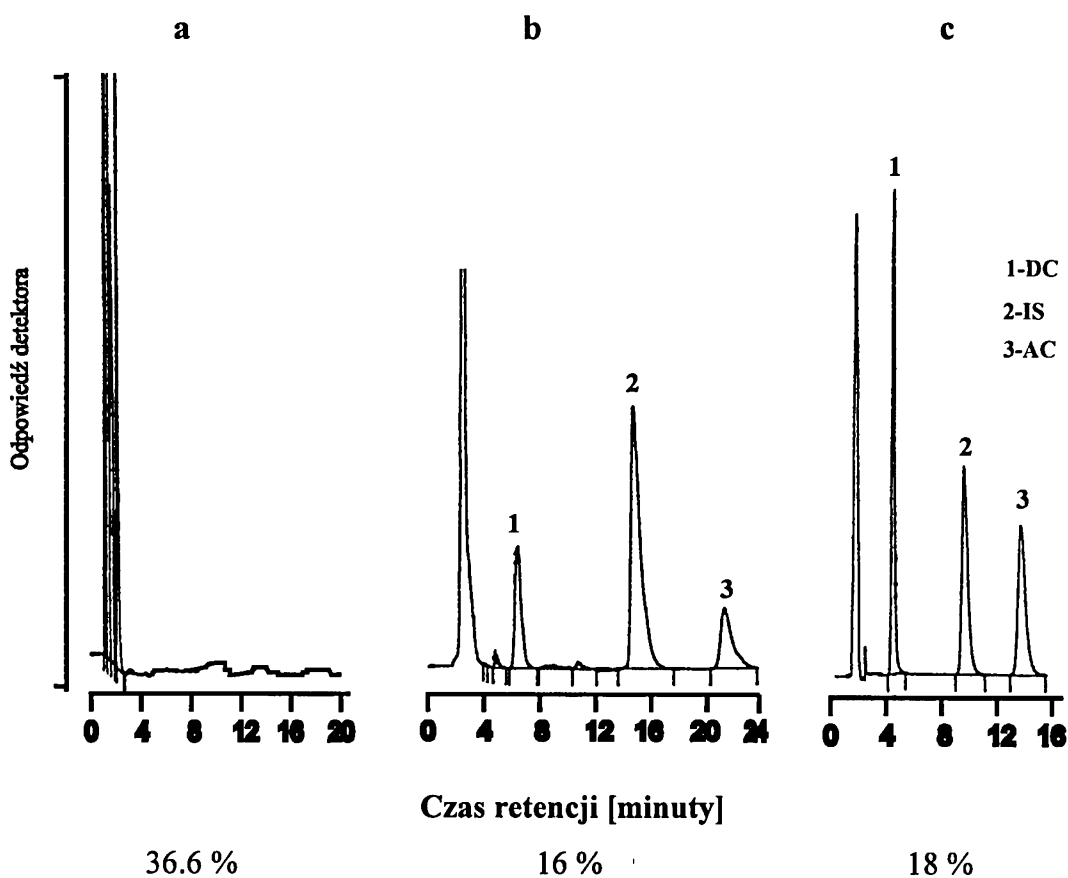 a b c
Odpowiedź detektora
1
1-DC
2-IS
3-AC
2
2
3
1
3
0 4 8 12 16 20
0 4 8 12 16 20 24
0 4 8 12 16
Czas retencji [minuty]
36.6 % 16 % 18 %